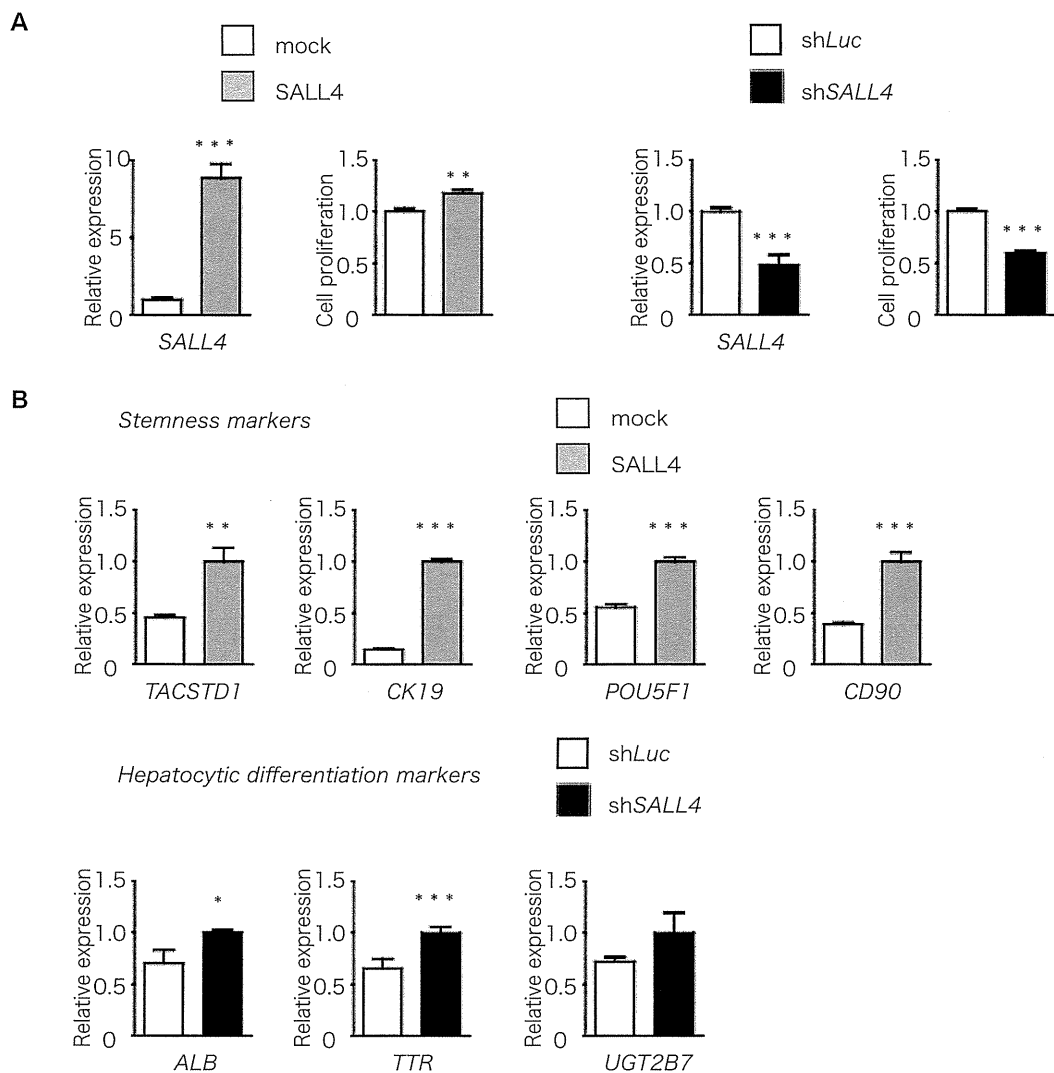 A
mock
SALL4
shLuc
shSALL4
Relative expression
10
5
0
***
SALL4
Cell proliferation
1.5
1.0
0.5
0
**
Relative expression
1.5
1.0
0.5
0
***
SALL4
Cell proliferation
1.5
1.0
0.5
0
***
B
Stemness markers
mock
SALL4
Relative expression
1.5
1.0
0.5
0
**
TACSTD1
Relative expression
1.5
1.0
0.5
0
***
CK19
Relative expression
1.5
1.0
0.5
0
***
POU5F1
Relative expression
1.5
1.0
0.5
0
***
CD90
Hepatocytic differentiation markers
shLuc
shSALL4
Relative expression
1.5
1.0
0.5
0
*
ALB
Relative expression
1.5
1.0
0.5
0
***
TTR
Relative expression
1.5
1.0
0.5
0
UGT2B7